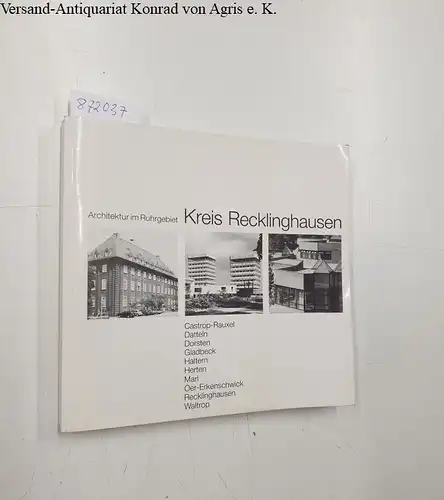 Versand-Antiquariat Konrad von Agris e. K.
872037
Architektur im Ruhrgebiet Kreis Recklinghausen
Castrop-Rauxel
Datteln
Dorsten
Gladbeck
Haltern
Herten
Marl
Oer-Erkenschwick
Recklinghausen
Waltrop